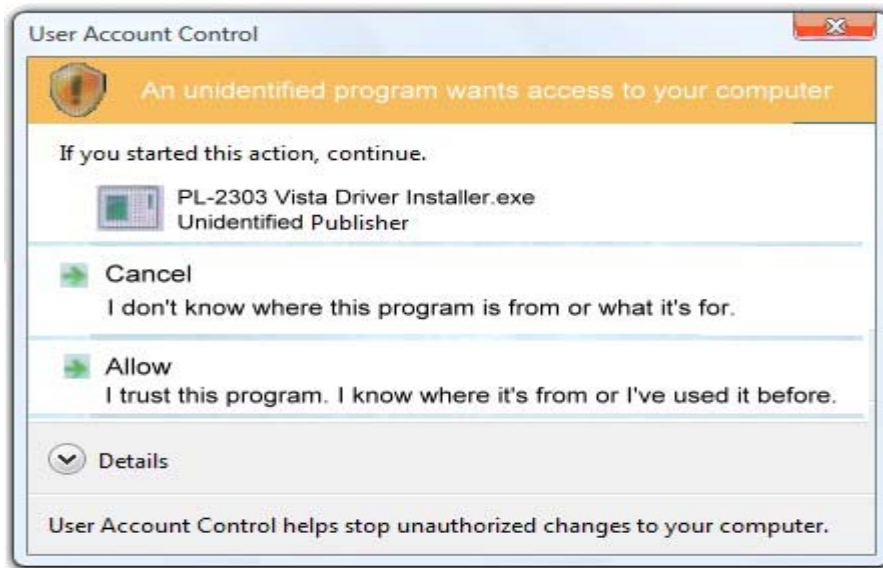 User Account Control
An unidentified program wants access to your computer
If you started this action, continue.
PL-2303 Vista Driver Installer.exe
Unidentified Publisher
Cancel
I don't know where this program is from or what it's for.
Allow
I trust this program. I know where it's from or I've used it before.
Details
User Account Control helps stop unauthorized changes to your computer.